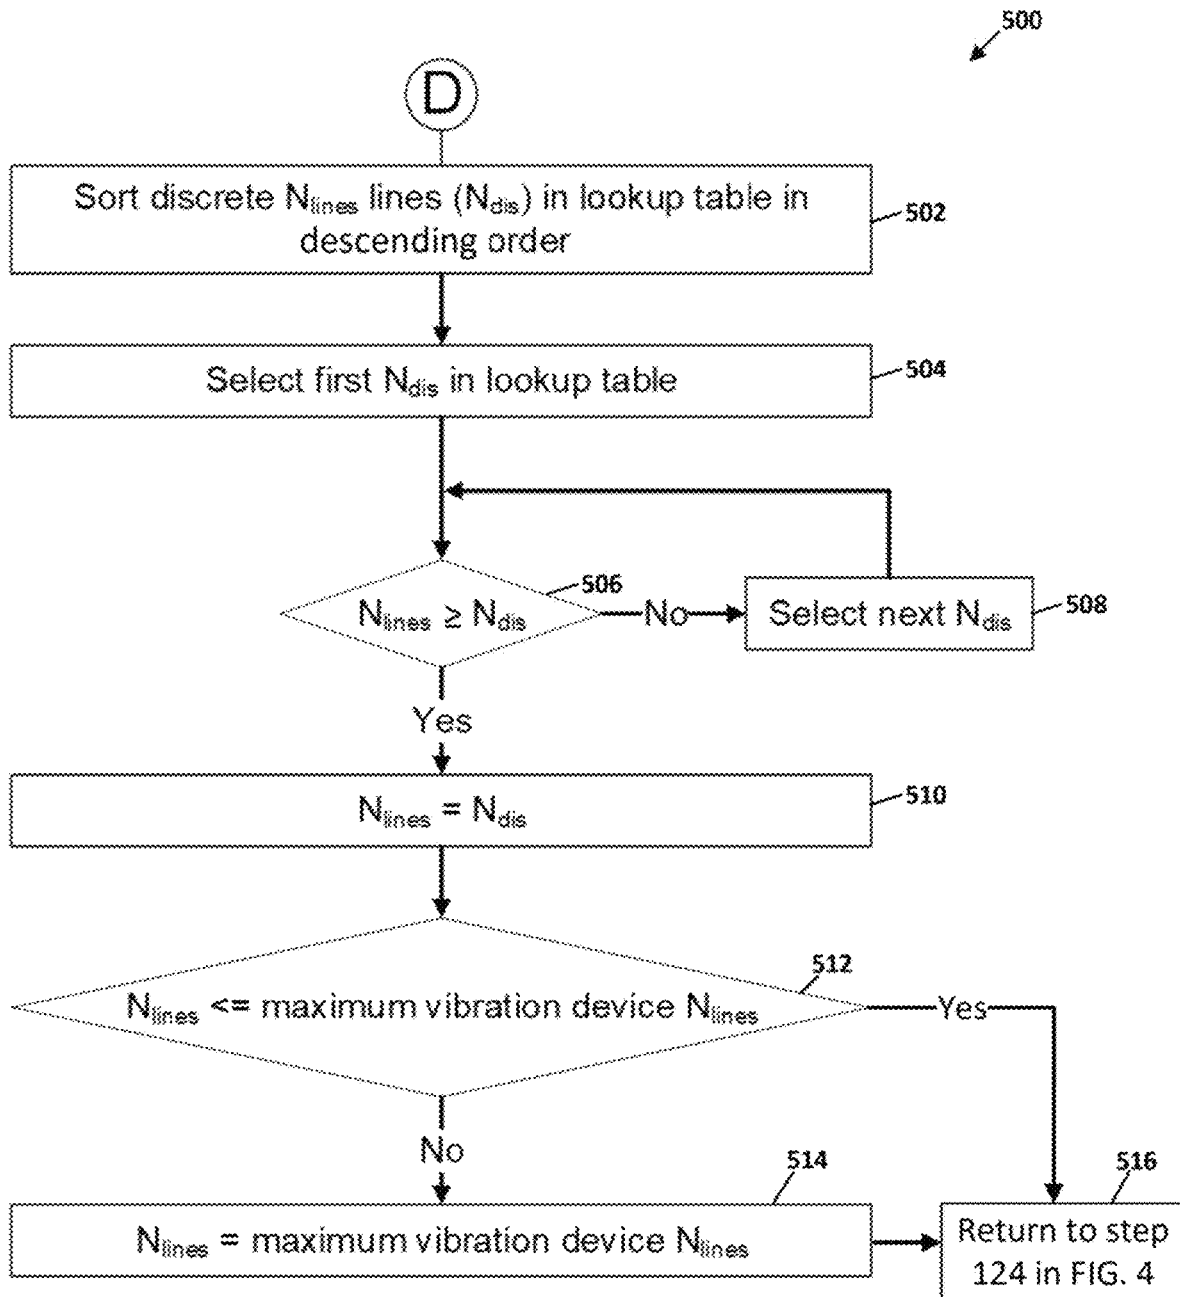 500
D
Sort discrete Nlines lines (Ndis) in lookup table in
descending order
502
Select first Ndis in lookup table
504
Nlines ≥ Ndis
506
No
Select next Ndis
508
Yes
Nlines = Ndis
510
Nlines <= maximum vibration device Nlines
512
Yes
No
Nlines = maximum vibration device Nlines
514
516
Return to step
124 in FIG. 4